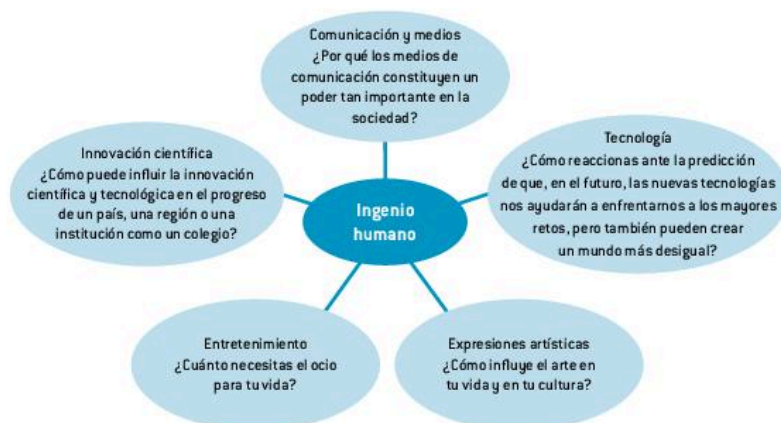 Comunicación y medios
¿Por qué los medios de
comunicación constituyen un
poder tan importante en la
sociedad?
Innovación científica
¿Cómo puede influir la innovación
científica y tecnológica en el progreso
de un país, una región o una
institución como un colegio?
Tecnología
¿Cómo reaccionas ante la predicción
de que, en el futuro, las nuevas tecnologías
nos ayudarán a enfrentarnos a los mayores
retos, pero también pueden crear
un mundo más desigual?
Ingenio
humano
Entretenimiento
¿Cuánto necesitas el ocio
para tu vida?
Expresiones artísticas
¿Cómo influye el arte en
tu vida y en tu cultura?